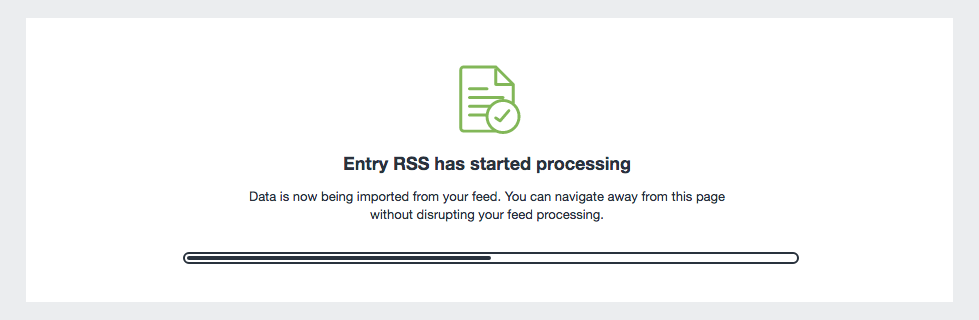 Entry RSS has started processing
Data is now being imported from your feed. You can navigate away from this page
without disrupting your feed processing.